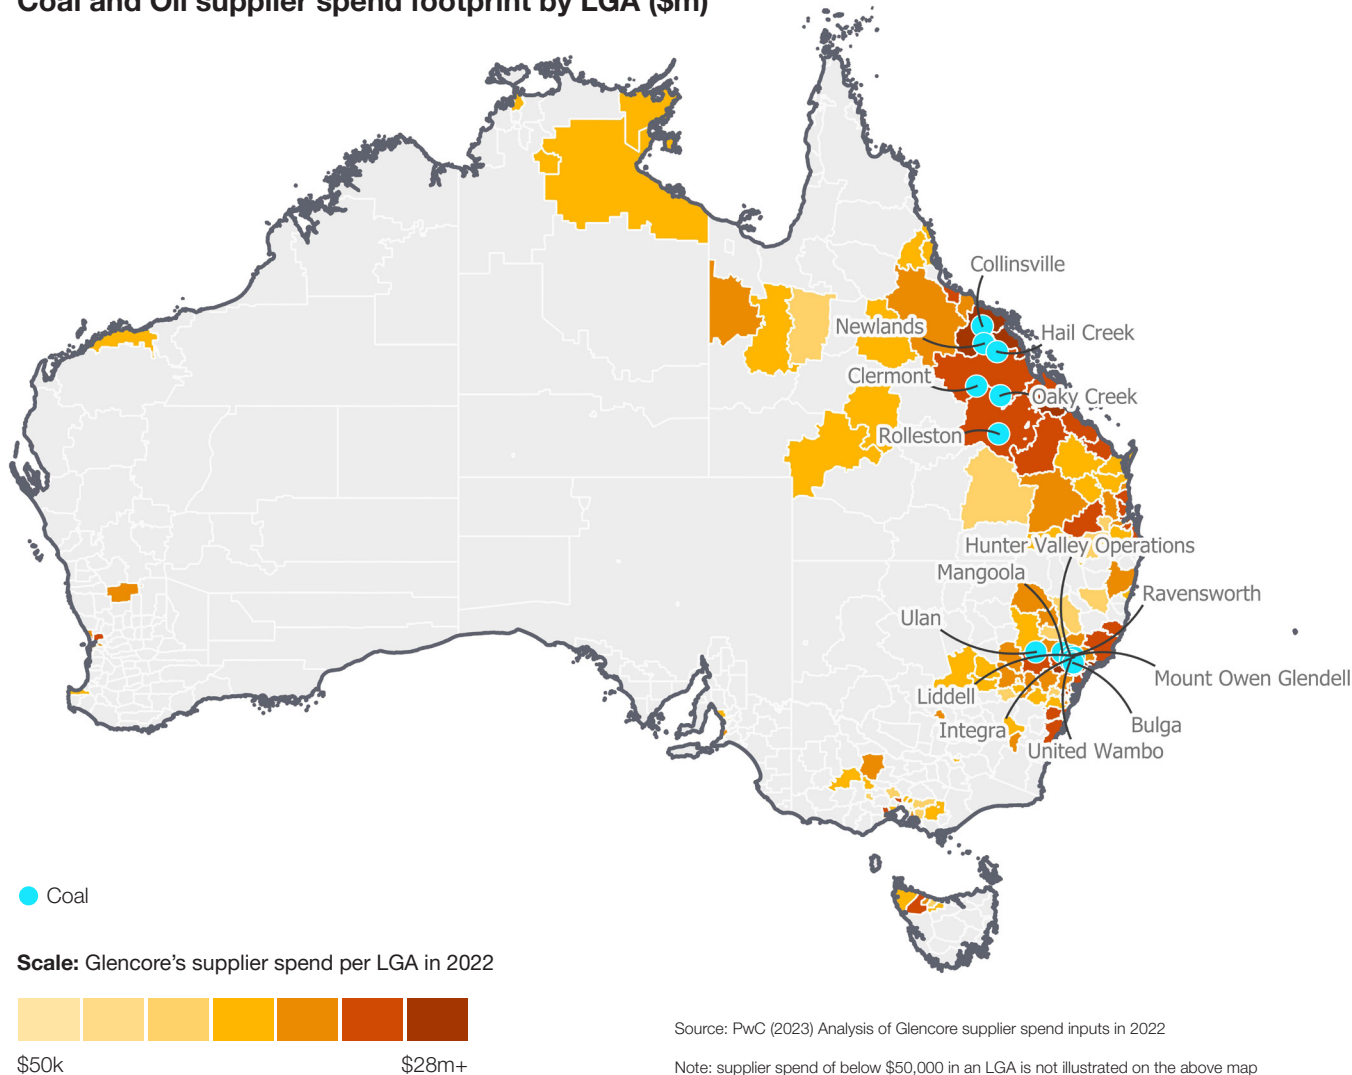 Coal and Oil supplier spend footprint by LGA ($m)
Collinsville
Newlands
Hail Creek
Clermont
Oaky Creek
Rolleston
Hunter Valley Operations
Mangoola
Ravensworth
Ulan
Mount Owen Glendell
Liddell
Bulga
Integra
United Wambo
Coal
Scale: Glencore's supplier spend per LGA in 2022
$50k
$28m+
Source: PwC (2023) Analysis of Glencore supplier spend inputs in 2022
Note: supplier spend of below $50,000 in an LGA is not illustrated on the above map